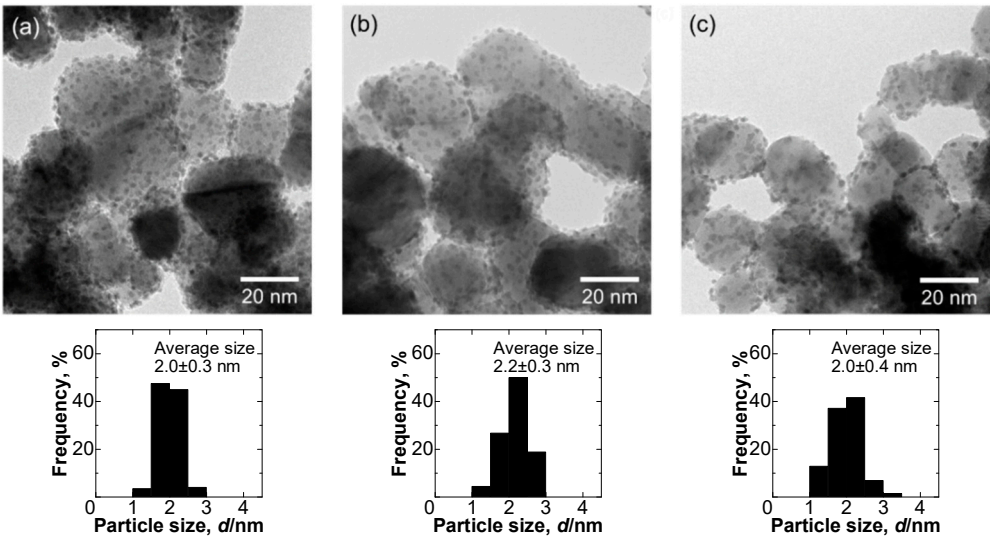 (a)
(b)
(c)
20 nm
20 nm
20 nm
Average size
2.0±0.3 nm
Frequency, %
60
40
20
0 1 2 3 4
Particle size, d/nm
Average size
2.2±0.3 nm
Frequency, %
60
40
20
0 1 2 3 4
Particle size, d/nm
Average size
2.0±0.4 nm
Frequency, %
60
40
20
0 1 2 3 4
Particle size, d/nm